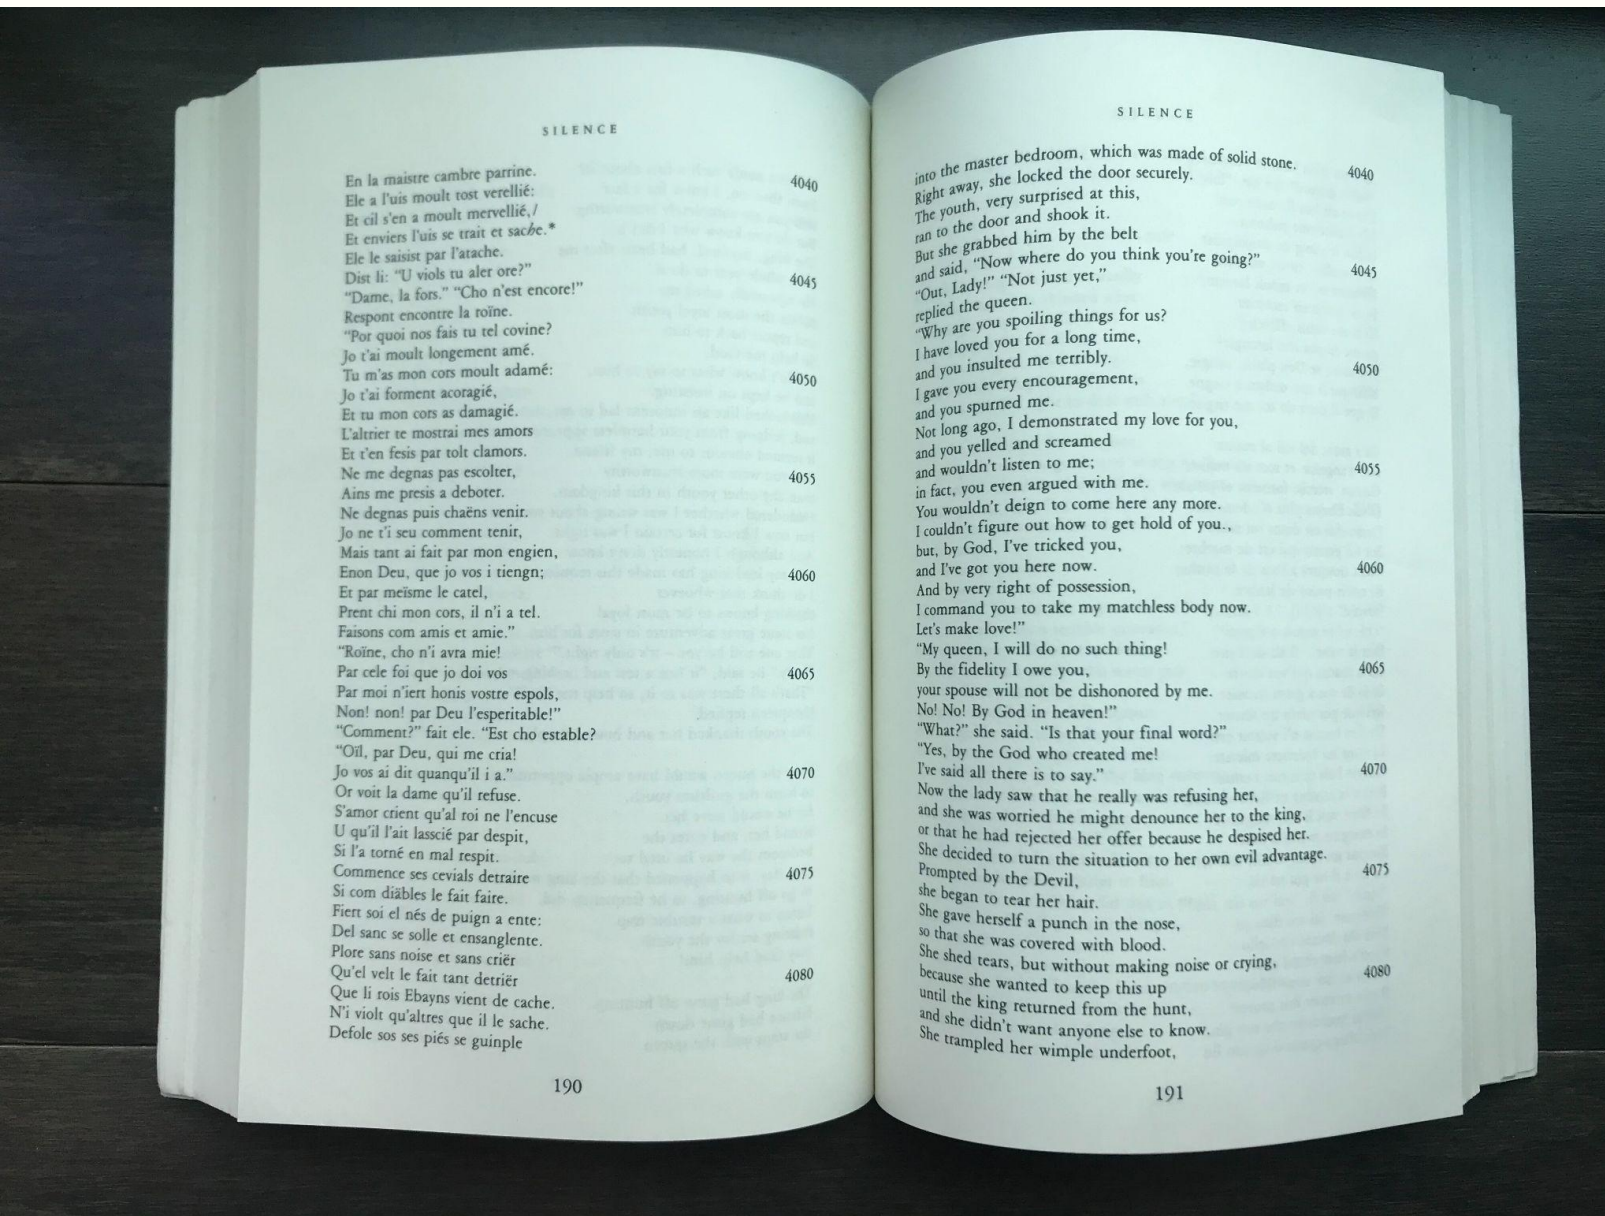 SILENCE
En la maistre cambre parrine. 4040
Ele a l'uis moult tost verellié:
Et cil s'en a moult mervellié,/
Et enviers l'uis se trait et sache.*
Ele le saisist par l'atache.
Dist li: "U viols tu aler ore?" 4045
"Dame, la fors." "Cho n'est encore!"
Respont encontre la roïne.
"Por quoi nos fais tu tel covine?
Jo t'ai moult longement amé.
Tu m'as mon cors moult adamé: 4050
Jo t'ai forment acoragié,
Et tu mon cors as damagié.
L'altrier te mostrai mes amors
Et t'en fesis par tolt clamors.
Ne me degnas pas escolter, 4055
Ains me presis a deboter.
Ne degnas puis chaëns venir.
Jo ne t'i seu comment tenir,
Mais tant ai fait par mon engien,
Enon Deu, que jo vos i tiengn; 4060
Et par meïsme le catel,
Prent chi mon cors, il n'i a tel.
Faisons com amis et amie."
"Roïne, cho n'i avra mie!
Par cele foi que jo doi vos 4065
Par moi n'iert honis vostre espols,
Non! non! par Deu l'esperitable!"
"Comment?" fait ele. "Est cho estable?
"Oïl, par Deu, qui me cria!
Jo vos ai dit quanqu'il i a." 4070
Or voit la dame qu'il refuse.
S'amor crient qu'al roi ne l'encuse
U qu'il l'ait lasscié par despit,
Si l'a torné en mal respit.
Commence ses cevials detraire 4075
Si com diäbles le fait faire.
Fiert soi el nés de puign a ente:
Del sanc se solle et ensanglente.
Plore sans noise et sans criër
Qu'el velt le fait tant detriër 4080
Que li rois Ebayns vient de cache.
N'i violt qu'altres que il le sache.
Defole sos ses piés se guinple
190
SILENCE
into the master bedroom, which was made of solid stone. 4040
Right away, she locked the door securely.
The youth, very surprised at this,
ran to the door and shook it.
But she grabbed him by the belt
and said, "Now where do you think you're going?" 4045
"Out, Lady!" "Not just yet,"
replied the queen.
"Why are you spoiling things for us?
I have loved you for a long time,
and you insulted me terribly. 4050
I gave you every encouragement,
and you spurned me.
Not long ago, I demonstrated my love for you,
and you yelled and screamed
and wouldn't listen to me; 4055
in fact, you even argued with me.
You wouldn't deign to come here any more.
I couldn't figure out how to get hold of you.,
but, by God, I've tricked you,
and I've got you here now. 4060
And by very right of possession,
I command you to take my matchless body now.
Let's make love!"
"My queen, I will do no such thing!
By the fidelity I owe you, 4065
your spouse will not be dishonored by me.
No! No! By God in heaven!"
"What?" she said. "Is that your final word?"
"Yes, by the God who created me!
I've said all there is to say." 4070
Now the lady saw that he really was refusing her,
and she was worried he might denounce her to the king,
or that he had rejected her offer because he despised her.
She decided to turn the situation to her own evil advantage.
Prompted by the Devil, 4075
she began to tear her hair.
She gave herself a punch in the nose,
so that she was covered with blood.
She shed tears, but without making noise or crying,
because she wanted to keep this up 4080
until the king returned from the hunt,
and she didn't want anyone else to know.
She trampled her wimple underfoot,
191